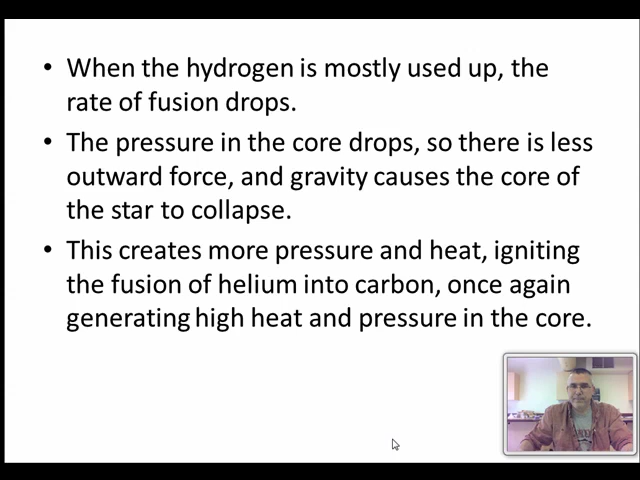 • When the hydrogen is mostly used up, the
rate of fusion drops.
• The pressure in the core drops, so there is less
outward force, and gravity causes the core of
the star to collapse.
• This creates more pressure and heat, igniting
the fusion of helium into carbon, once again
generating high heat and pressure in the core.